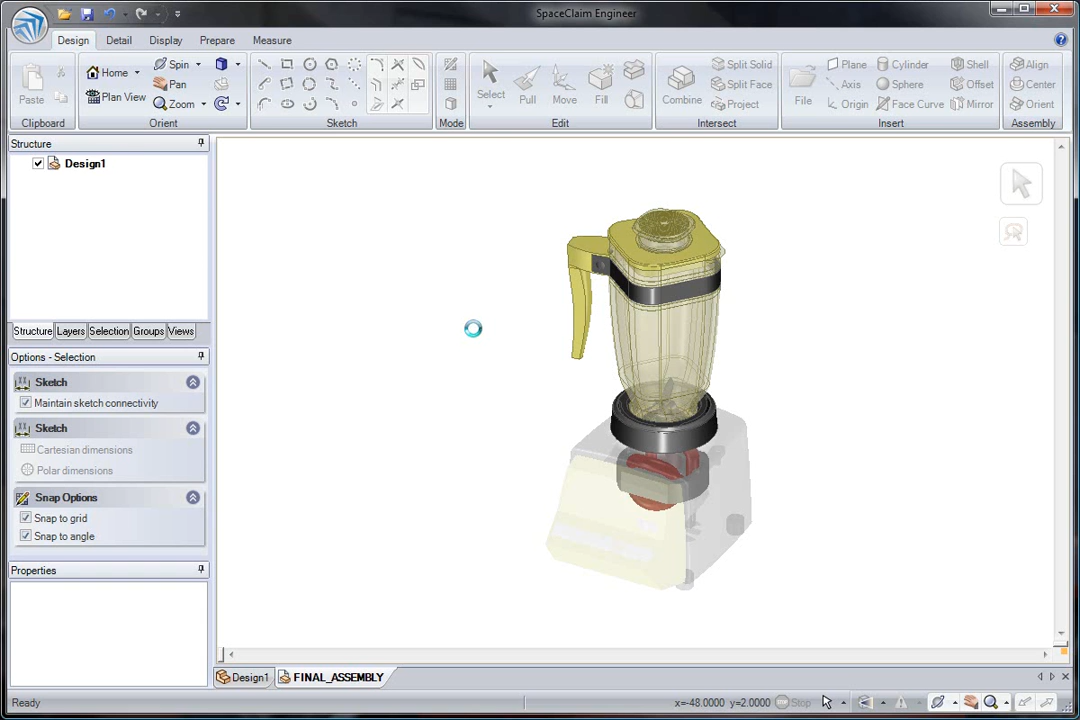 SpaceClaim Engineer
Design Detail Display Prepare Measure
Paste
Home
Plan View
Spin
Pan
Zoom
Select
Pull
Move
Fill
Combine
Split Solid
Split Face
Project
File
Plane
Axis
Origin
Cylinder
Sphere
Face Curve
Shell
Offset
Mirror
Align
Center
Orient
Clipboard Orient Sketch Mode Edit Intersect Insert Assembly
Structure
Design1
Structure Layers Selection Groups Views
Options - Selection
Sketch
Maintain sketch connectivity
Sketch
Cartesian dimensions
Polar dimensions
Snap Options
Snap to grid
Snap to angle
Properties
Design1 FINAL_ASSEMBLY
Ready
x=-48.0000 y=2.0000 Stop